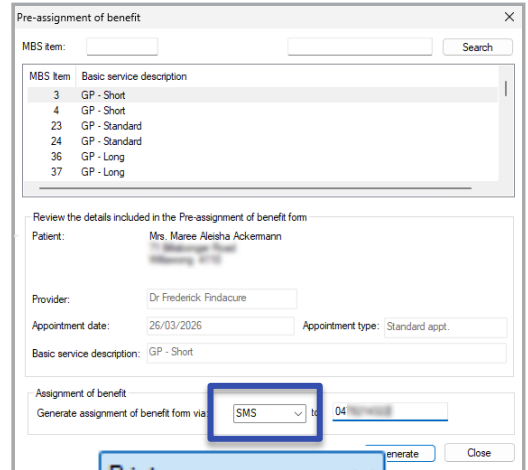 Pre-assignment of benefit
MBS item: Search
MBS Item Basic service description
3 GP - Short
4 GP - Short
23 GP - Standard
24 GP - Standard
36 GP - Long
37 GP - Long
Review the details included in the Pre-assignment of benefit form
Patient: Mrs. Maree Aleisha Ackermann
Provider: Dr Frederick Findacure
Appointment date: 26/03/2026 Appointment type: Standard appt.
Basic service description: GP - Short
Assignment of benefit
Generate assignment of benefit form via: SMS to 04
enerate Close